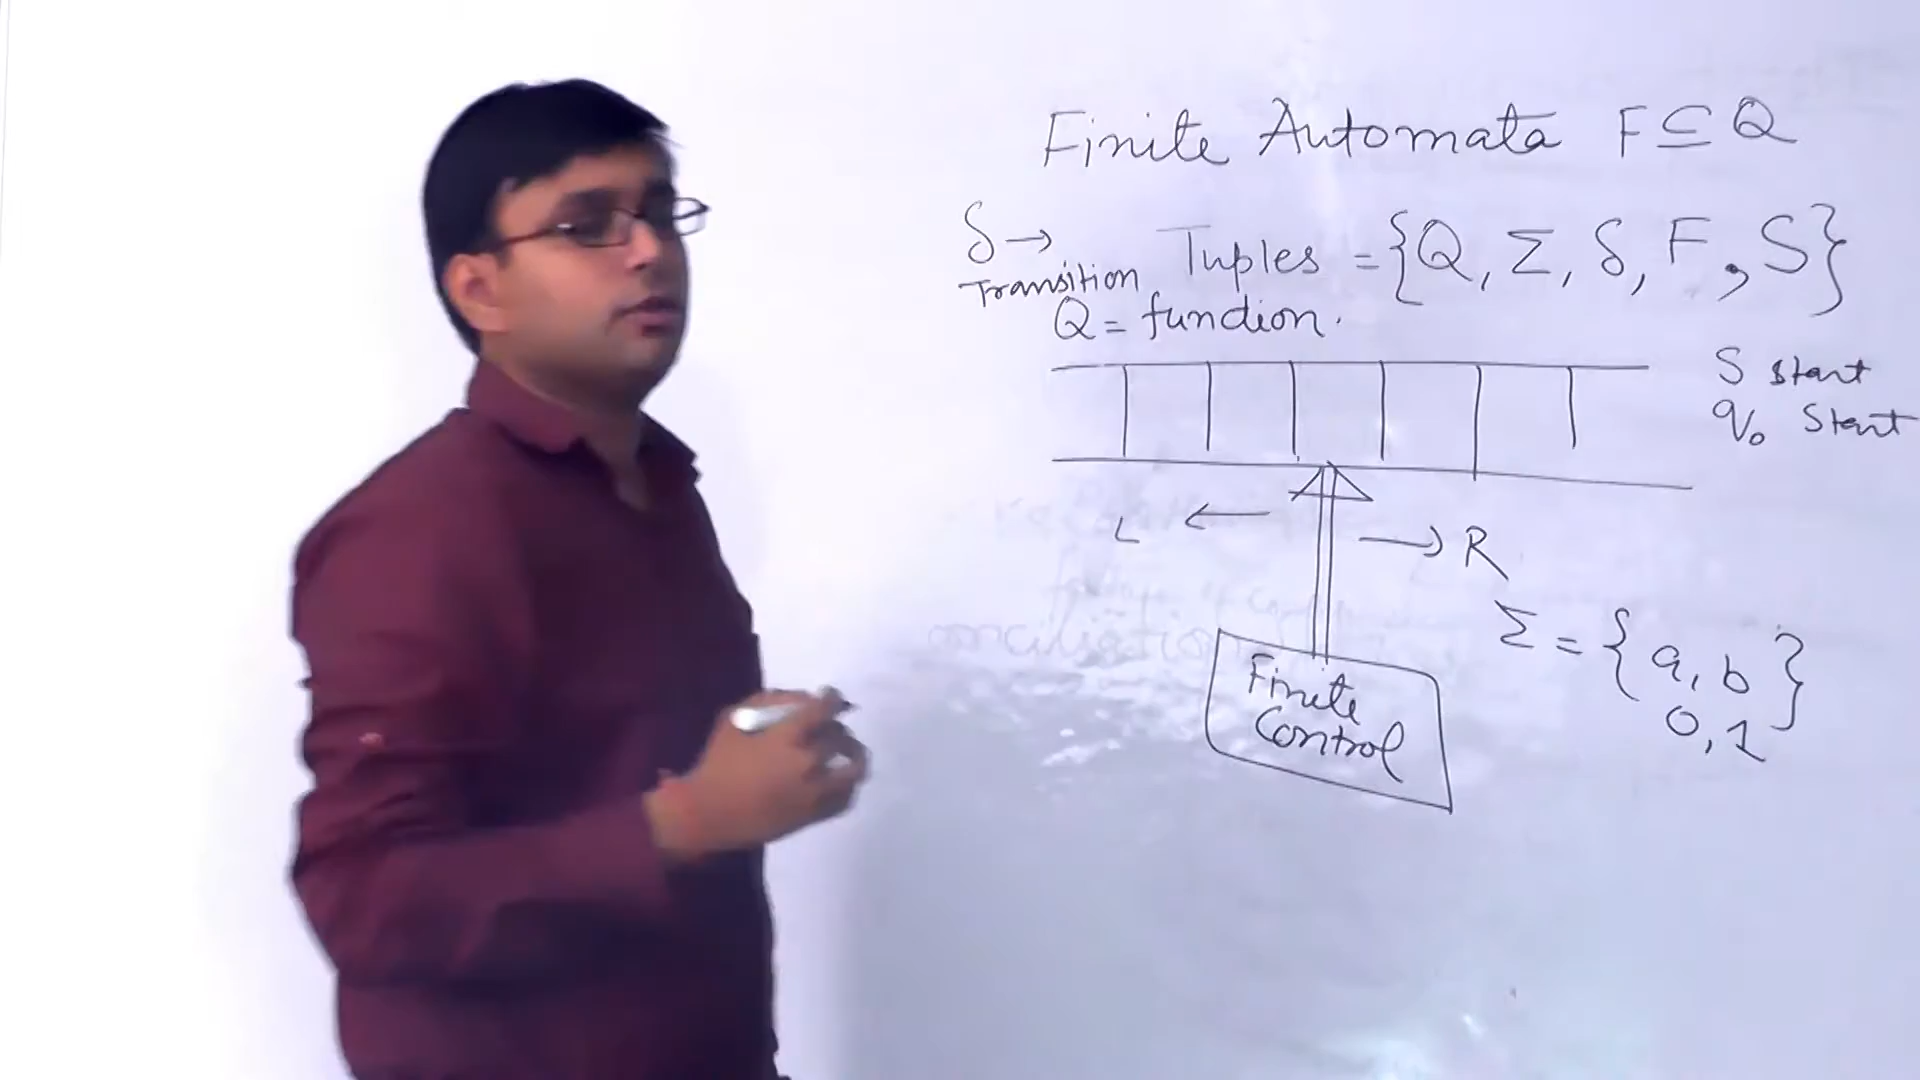 Finite Automata F ⊆ Q
δ → Tuples = {Q, Σ, δ, F, S}
Transition
Q = function.
S start
q₀ Start
L ← → R
Σ = {a, b}
0, 1
Finite
Control